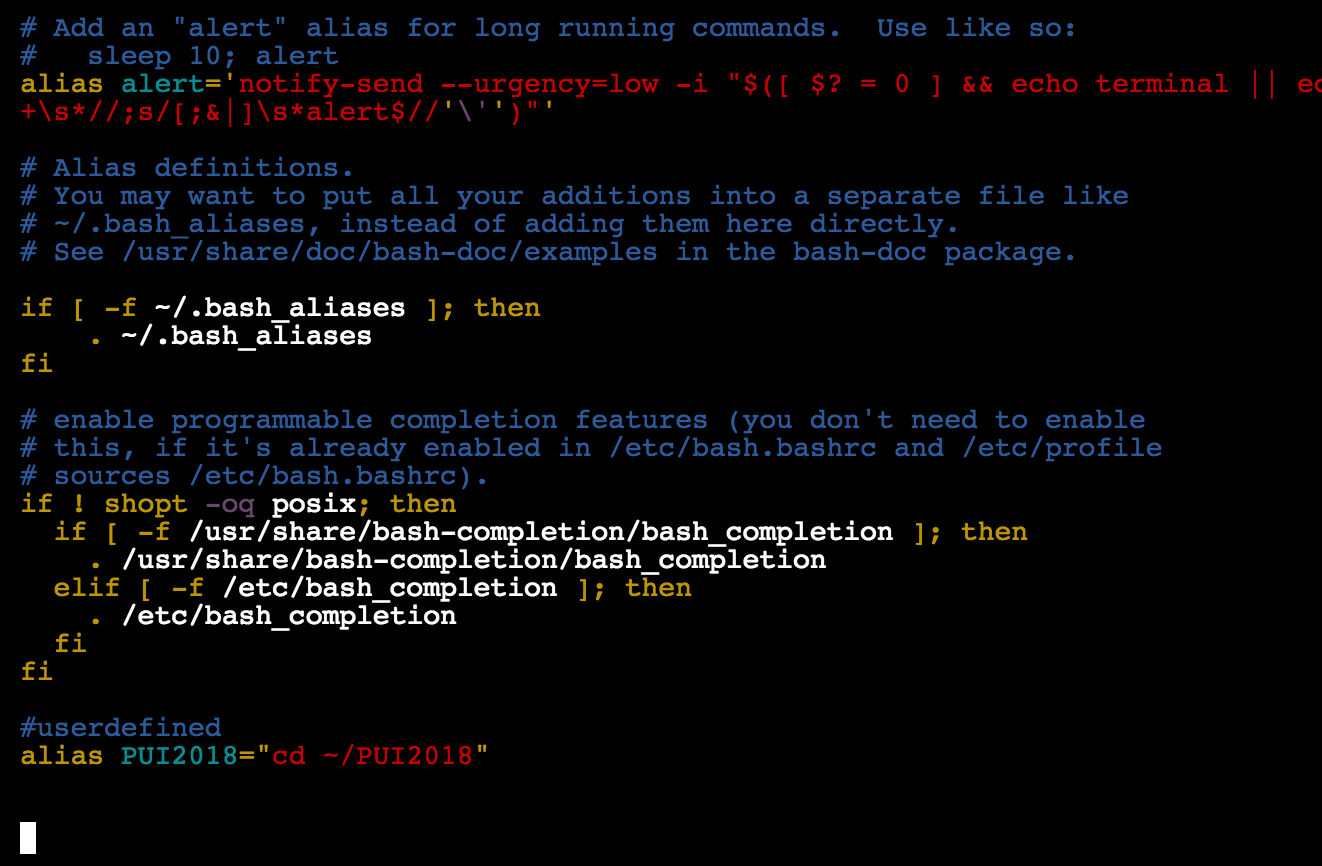 # Add an "alert" alias for long running commands.  Use like so:
#   sleep 10; alert
alias alert='notify-send --urgency=low -i "$([ $? = 0 ] && echo terminal || ec
+\s*//;s/[;&|]\s*alert$//'\'')"'

# Alias definitions.
# You may want to put all your additions into a separate file like
# ~/.bash_aliases, instead of adding them here directly.
# See /usr/share/doc/bash-doc/examples in the bash-doc package.

if [ -f ~/.bash_aliases ]; then
    . ~/.bash_aliases
fi

# enable programmable completion features (you don't need to enable
# this, if it's already enabled in /etc/bash.bashrc and /etc/profile
# sources /etc/bash.bashrc).
if ! shopt -oq posix; then
  if [ -f /usr/share/bash-completion/bash_completion ]; then
    . /usr/share/bash-completion/bash_completion
  elif [ -f /etc/bash_completion ]; then
    . /etc/bash_completion
  fi
fi

#userdefined
alias PUI2018="cd ~/PUI2018"